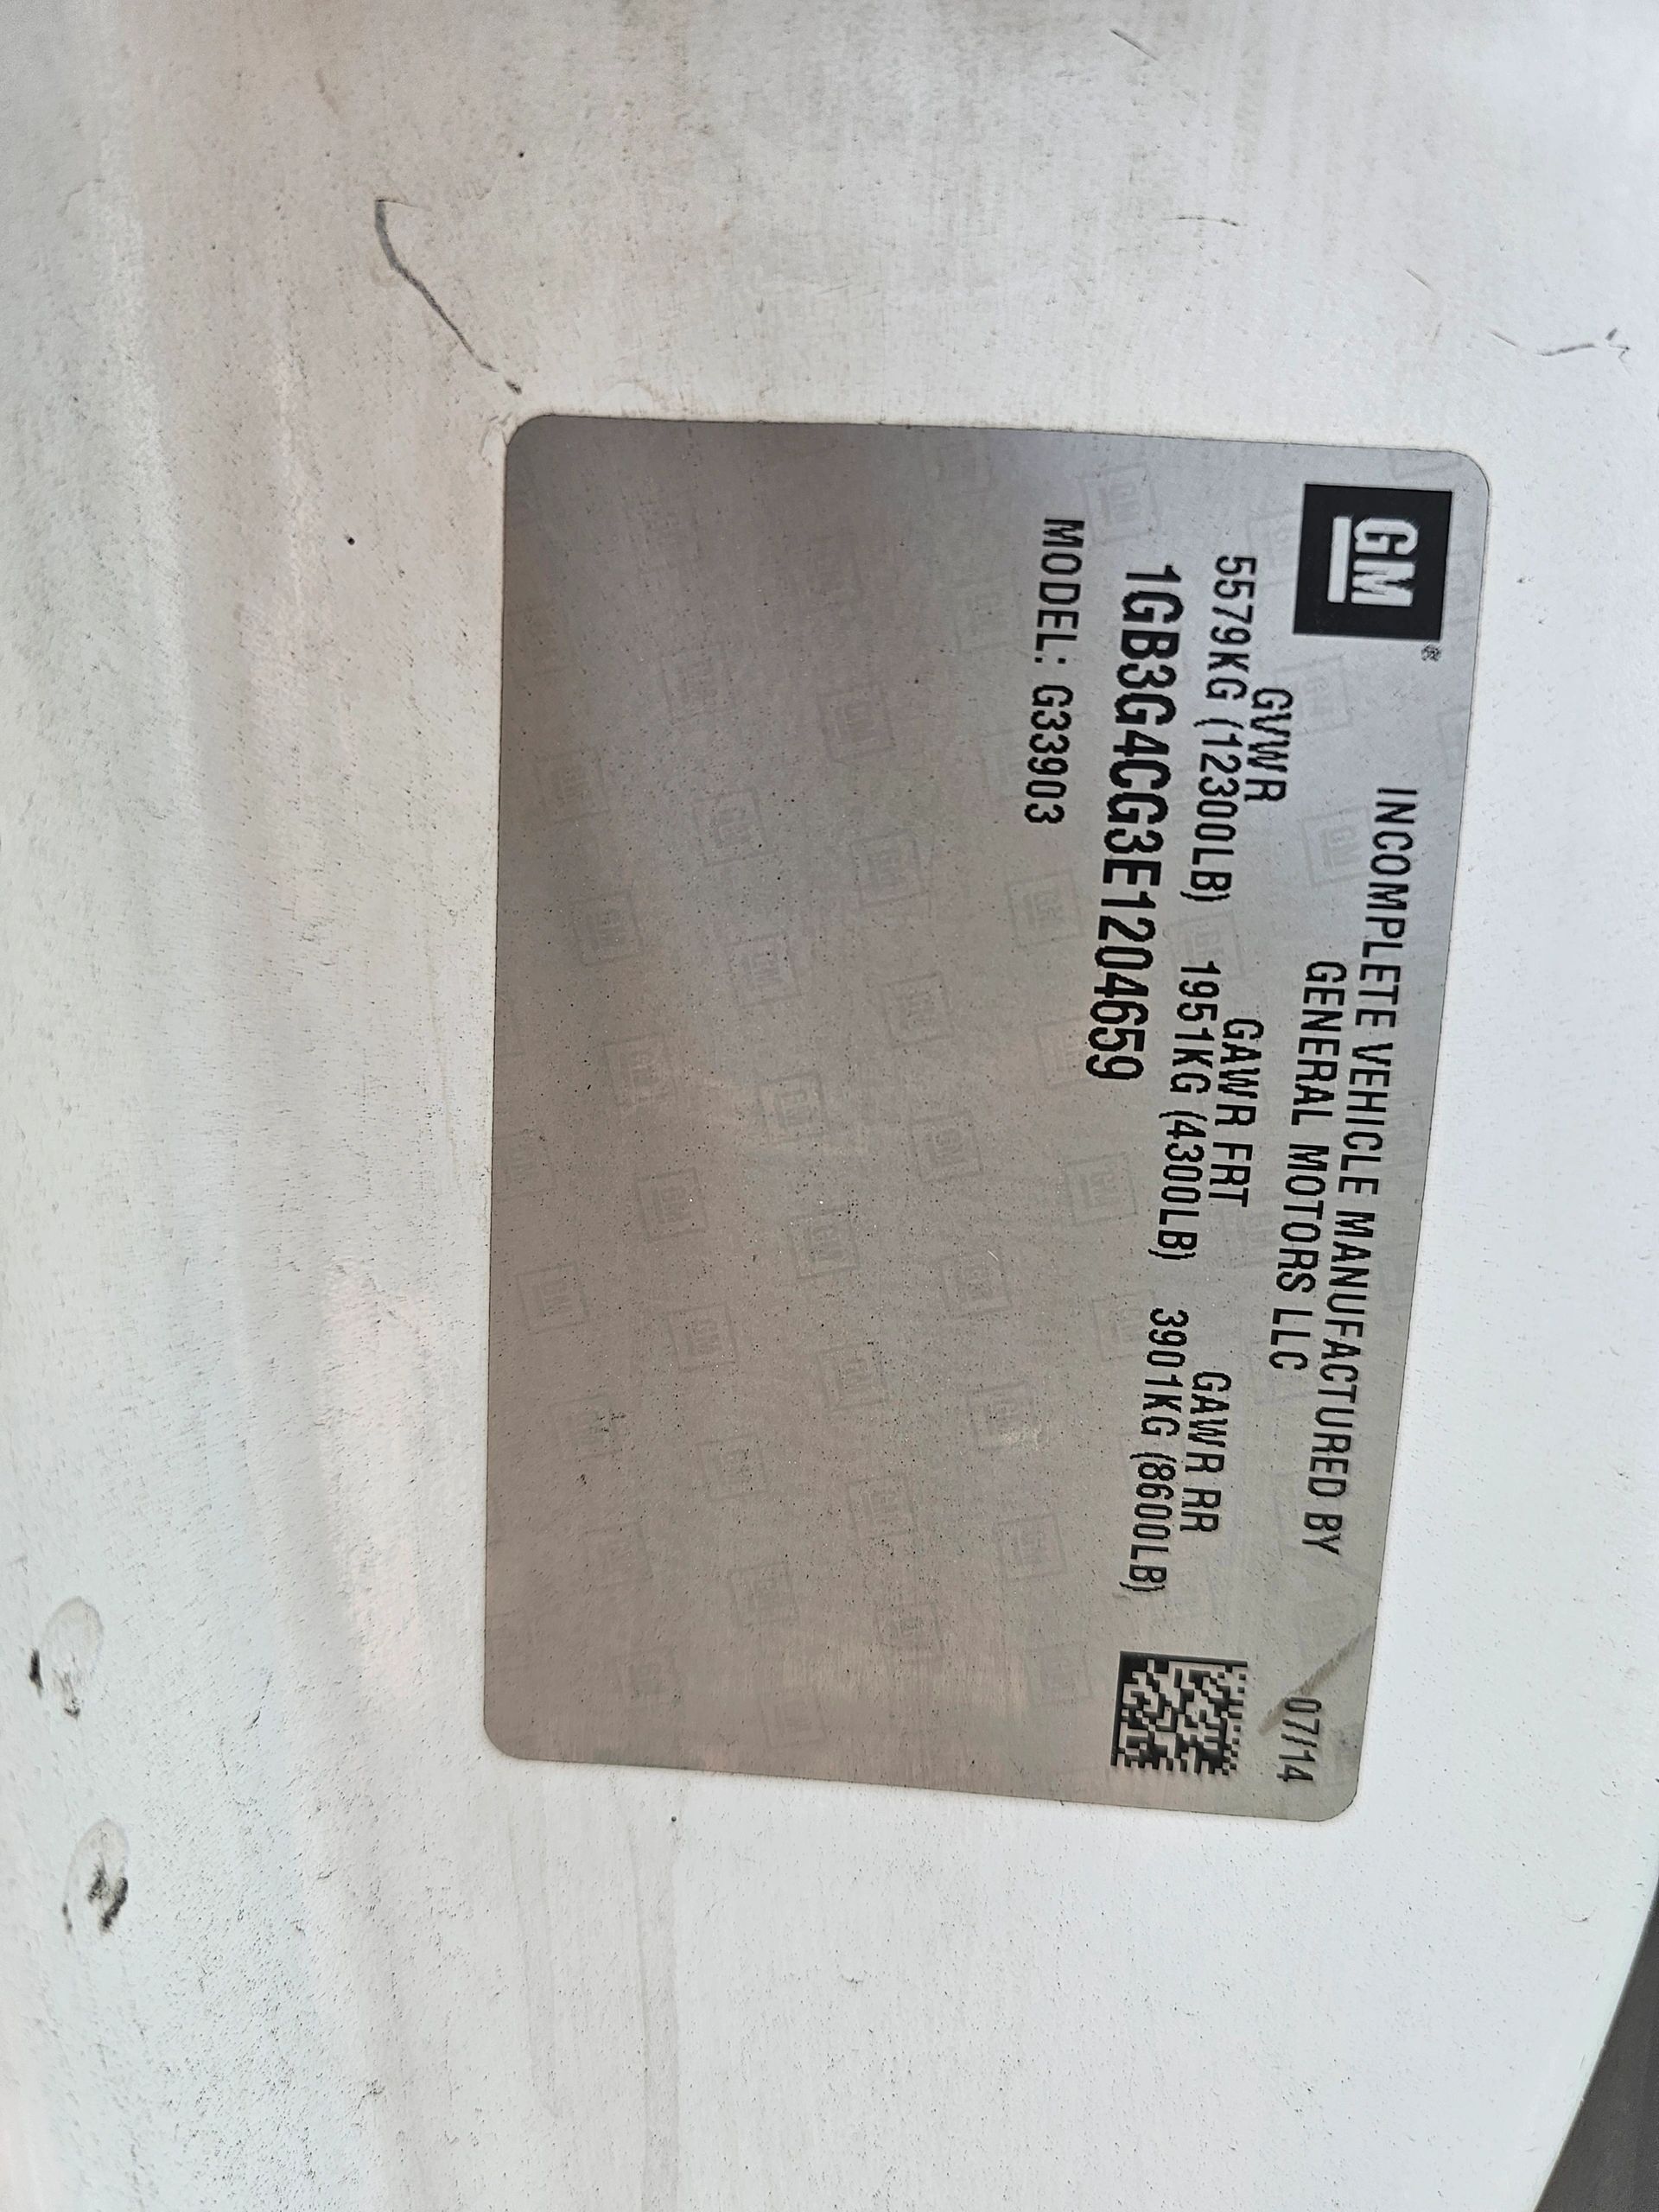 GM®
INCOMPLETE VEHICLE MANUFACTURED BY
GENERAL MOTORS LLC
07/14
GVWR GAWR FRT GAWR RR
5579KG (12300LB) 1951KG (4300LB) 3901KG (8600LB)
1GB3G4CG3E1204659
MODEL: G33903